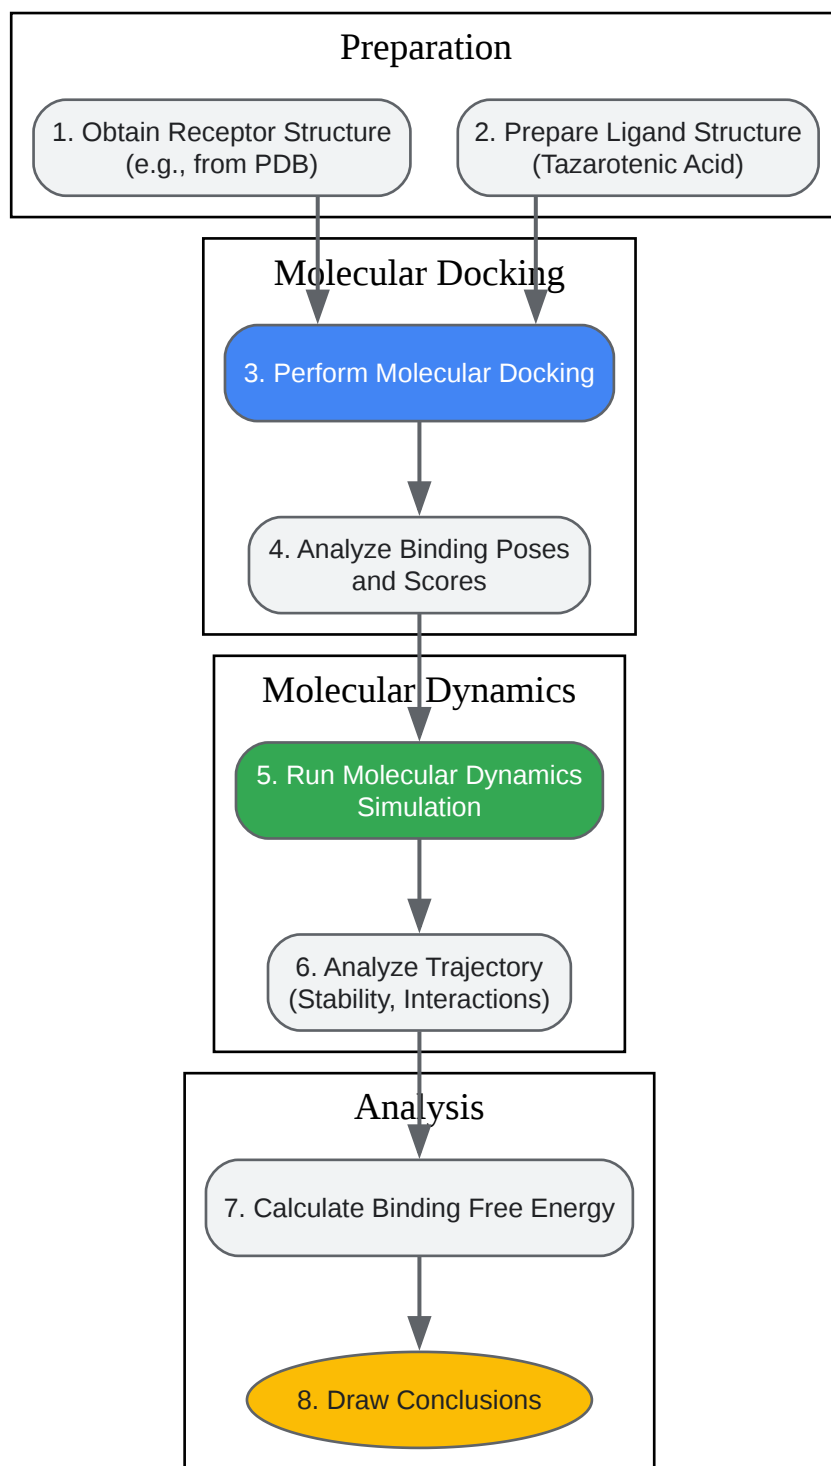 Preparation
1. Obtain Receptor Structure
(e.g., from PDB)
2. Prepare Ligand Structure
(Tazarotenic Acid)
Molecular Docking
3. Perform Molecular Docking
4. Analyze Binding Poses
and Scores
Molecular Dynamics
5. Run Molecular Dynamics
Simulation
6. Analyze Trajectory
(Stability, Interactions)
Analysis
7. Calculate Binding Free Energy
8. Draw Conclusions